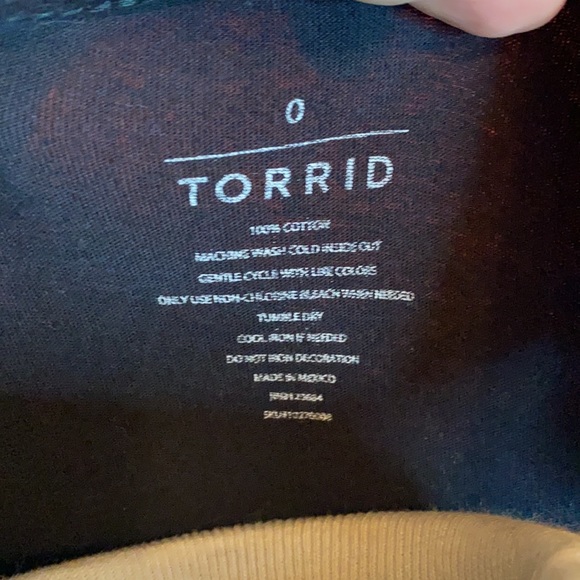 0
TORRID
100% COTTON
MACHINE WASH COLD INSIDE OUT
GENTLE CYCLE WITH LIKE COLORS
ONLY USE NON-CHLORINE BLEACH WHEN NEEDED
TUMBLE DRY
COOL IRON IF NEEDED
DO NOT IRON DECORATION
MADE IN MEXICO